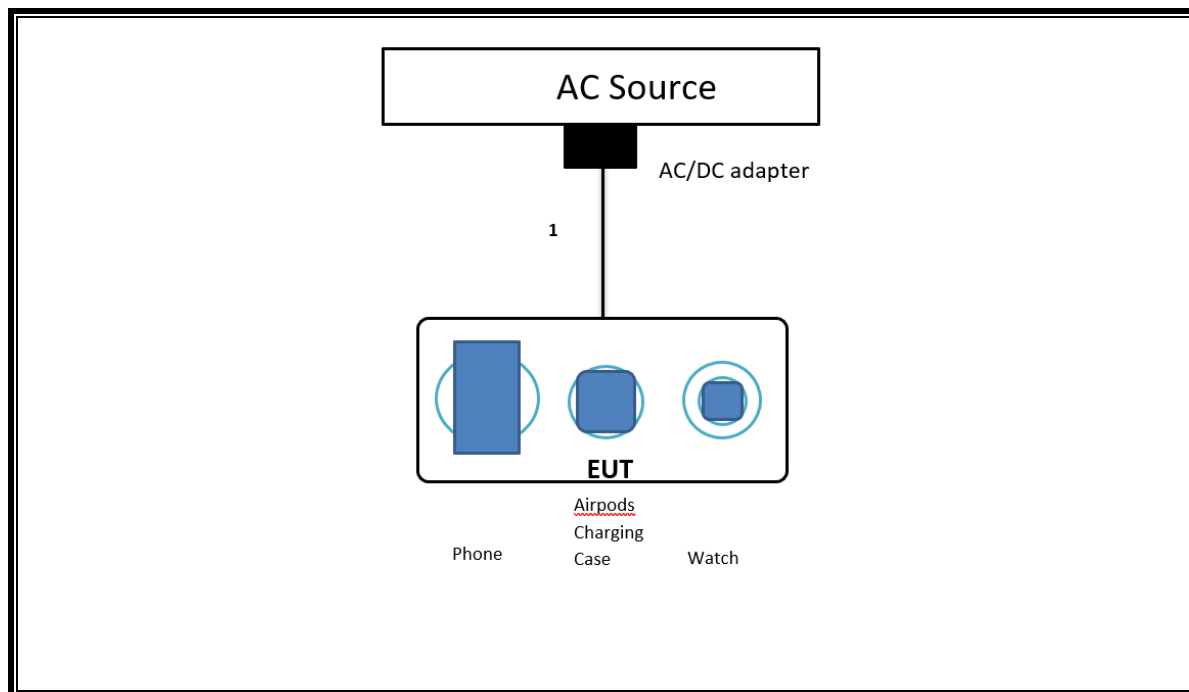 AC Source
AC/DC adapter
1
EUT
Airpods
Charging
Case
Phone
Watch